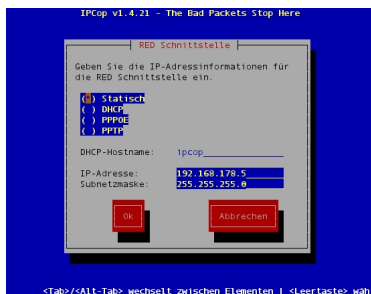 IPCop v1.4.21 - The Bad Packets Stop Here
RED Schnittstelle
Geben Sie die IP-Adressinformationen für
die RED Schnittstelle ein.
(*) Statisch
( ) DHCP
( ) PPPOE
( ) PPTP
DHCP-Hostname: ipcop
IP-Adresse: 192.168.178.5
Subnetzmaske: 255.255.255.0
Ok Abbrechen
<Tab>/<Alt-Tab> wechselt zwischen Elementen | <Leertaste> wäh